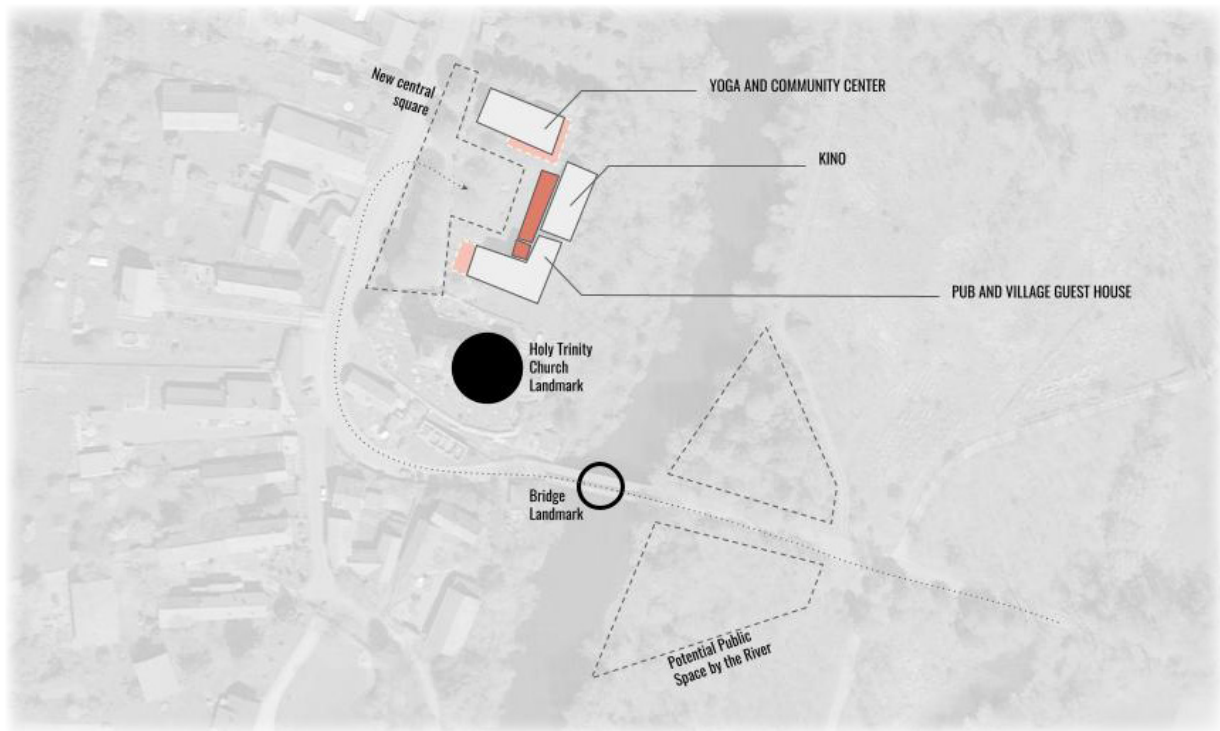 New central
square
YOGA AND COMMUNITY CENTER
KINO
PUB AND VILLAGE GUEST HOUSE
Holy Trinity
Church
Landmark
Bridge
Landmark
Potential Public
Space by the River